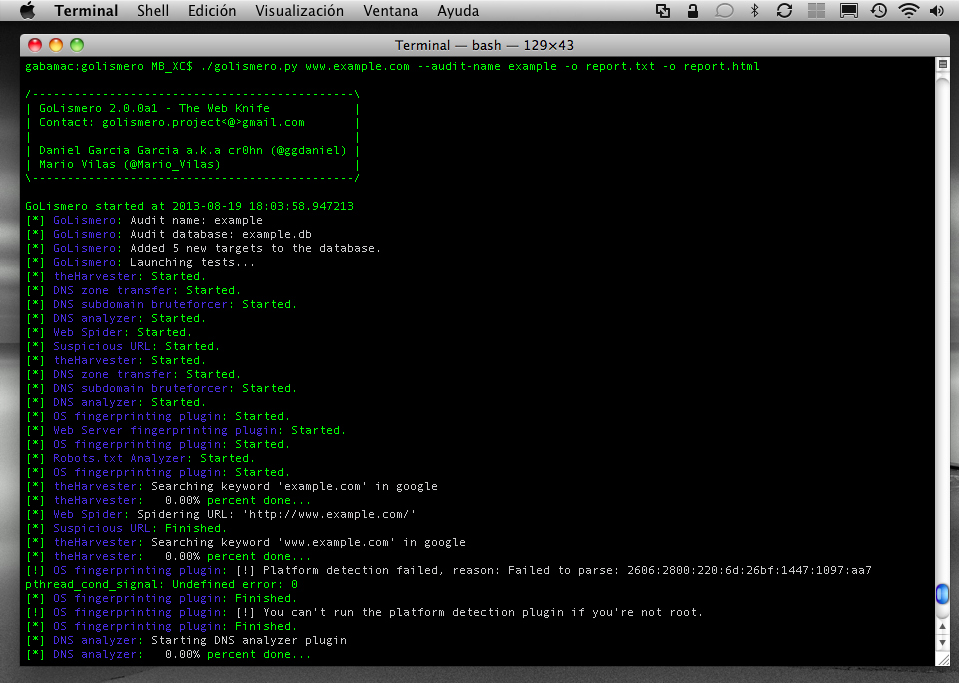 Terminal Shell Edición Visualización Ventana Ayuda
Terminal — bash — 129×43
gabamac:golismero MB_XC$ ./golismero.py www.example.com --audit-name example -o report.txt -o report.html
/----------------------------------------------\
| GoLismero 2.0.0a1 - The Web Knife |
| Contact: golismero.project<@>gmail.com |
| |
| Daniel Garcia Garcia a.k.a cr0hn (@ggdaniel) |
| Mario Vilas (@Mario_Vilas) |
\----------------------------------------------/
GoLismero started at 2013-08-19 18:03:58.947213
[*] GoLismero: Audit name: example
[*] GoLismero: Audit database: example.db
[*] GoLismero: Added 5 new targets to the database.
[*] GoLismero: Launching tests...
[*] theHarvester: Started.
[*] DNS zone transfer: Started.
[*] DNS subdomain bruteforcer: Started.
[*] DNS analyzer: Started.
[*] Web Spider: Started.
[*] Suspicious URL: Started.
[*] theHarvester: Started.
[*] DNS zone transfer: Started.
[*] DNS subdomain bruteforcer: Started.
[*] DNS analyzer: Started.
[*] OS fingerprinting plugin: Started.
[*] Web Server fingerprinting plugin: Started.
[*] OS fingerprinting plugin: Started.
[*] Robots.txt Analyzer: Started.
[*] OS fingerprinting plugin: Started.
[*] theHarvester: Searching keyword 'example.com' in google
[*] theHarvester: 0.00% percent done...
[*] Web Spider: Spidering URL: 'http://www.example.com/'
[*] Suspicious URL: Finished.
[*] theHarvester: Searching keyword 'www.example.com' in google
[*] theHarvester: 0.00% percent done...
[!] OS fingerprinting plugin: [!] Platform detection failed, reason: Failed to parse: 2606:2800:220:6d:26bf:1447:1097:aa7
pthread_cond_signal: Undefined error: 0
[*] OS fingerprinting plugin: Finished.
[!] OS fingerprinting plugin: [!] You can't run the platform detection plugin if you're not root.
[*] OS fingerprinting plugin: Finished.
[*] DNS analyzer: Starting DNS analyzer plugin
[*] DNS analyzer: 0.00% percent done...